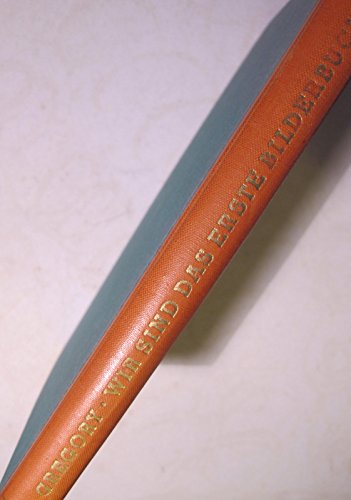 GREGORY · WIR SIND DAS ERSTE BILDERBUCH